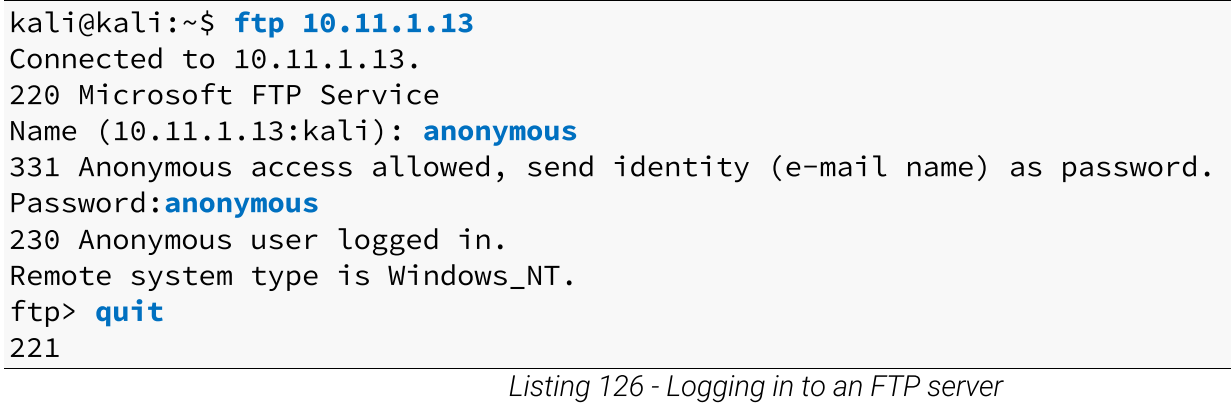 kali@kali:~$ ftp 10.11.1.13
Connected to 10.11.1.13.
220 Microsoft FTP Service
Name (10.11.1.13:kali): anonymous
331 Anonymous access allowed, send identity (e-mail name) as password.
Password:anonymous
230 Anonymous user logged in.
Remote system type is Windows_NT.
ftp> quit
221
Listing 126 - Logging in to an FTP server